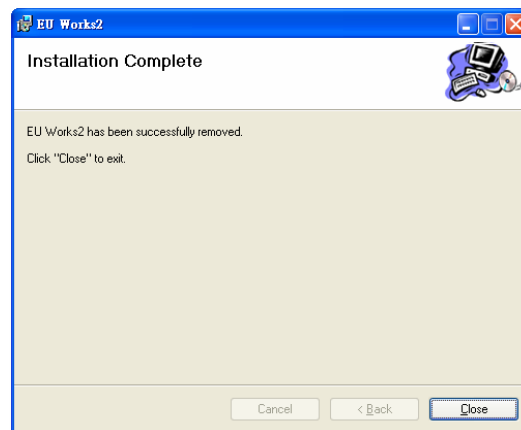 EU Works2
Installation Complete
EU Works2 has been successfully removed.
Click "Close" to exit.
Cancel
< Back
Close